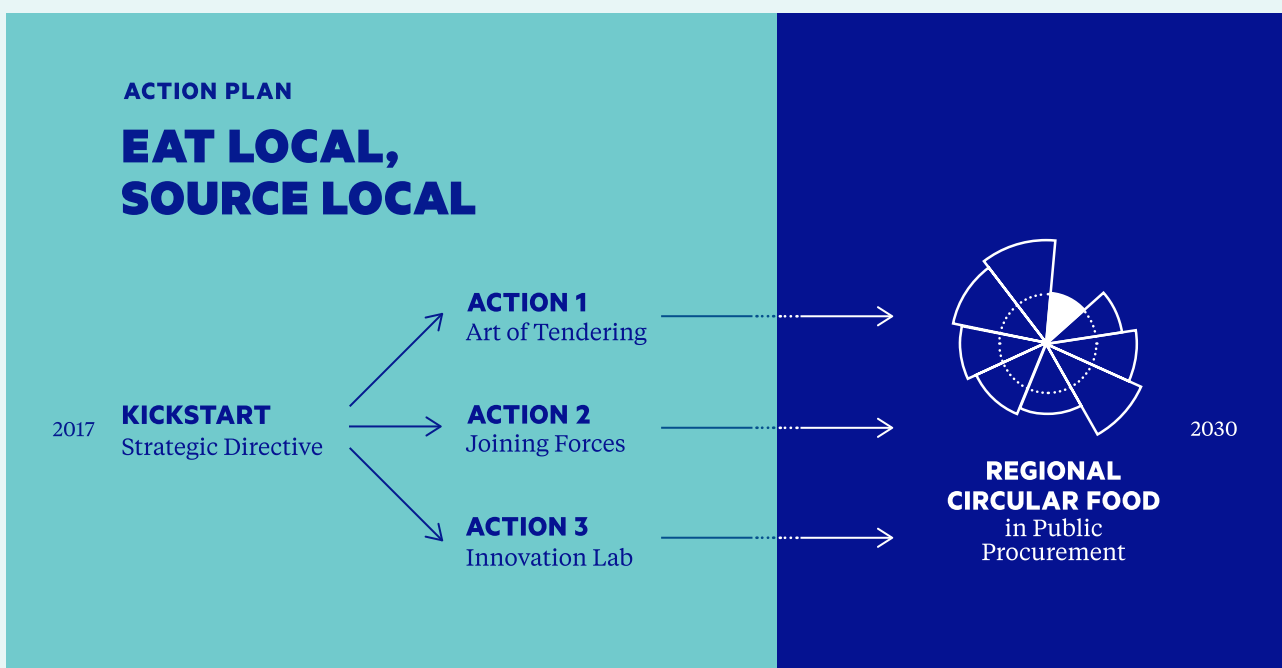 ACTION PLAN
EAT LOCAL,
SOURCE LOCAL
2017
KICKSTART
Strategic Directive
ACTION 1
Art of Tendering
ACTION 2
Joining Forces
ACTION 3
Innovation Lab
2030
REGIONAL
CIRCULAR FOOD
in Public
Procurement